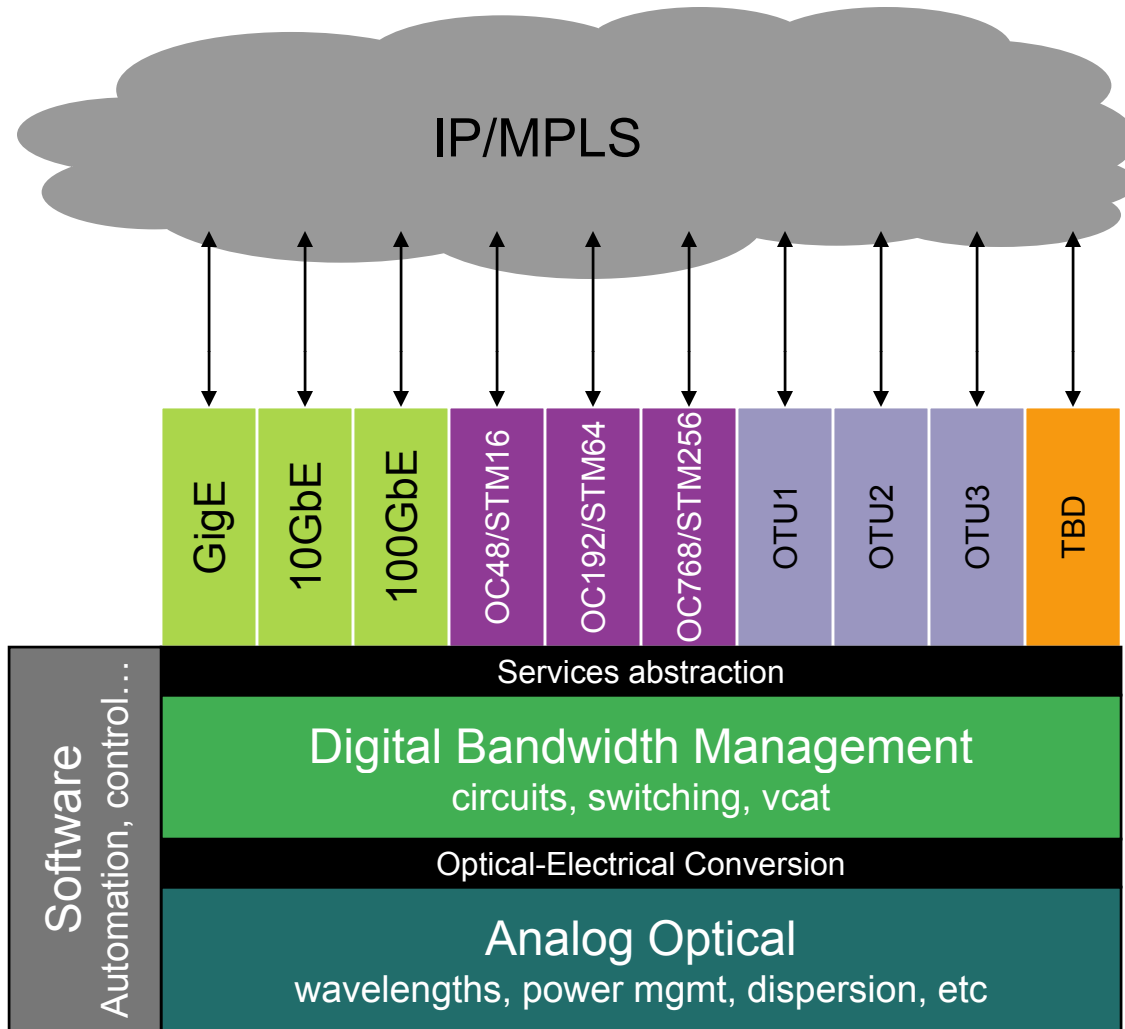 IP/MPLS
GigE
10GbE
100GbE
OC48/STM16
OC192/STM64
OC768/STM256
OTU1
OTU2
OTU3
TBD
Software
Automation, control…
Services abstraction
Digital Bandwidth Management
circuits, switching, vcat
Optical-Electrical Conversion
Analog Optical
wavelengths, power mgmt, dispersion, etc